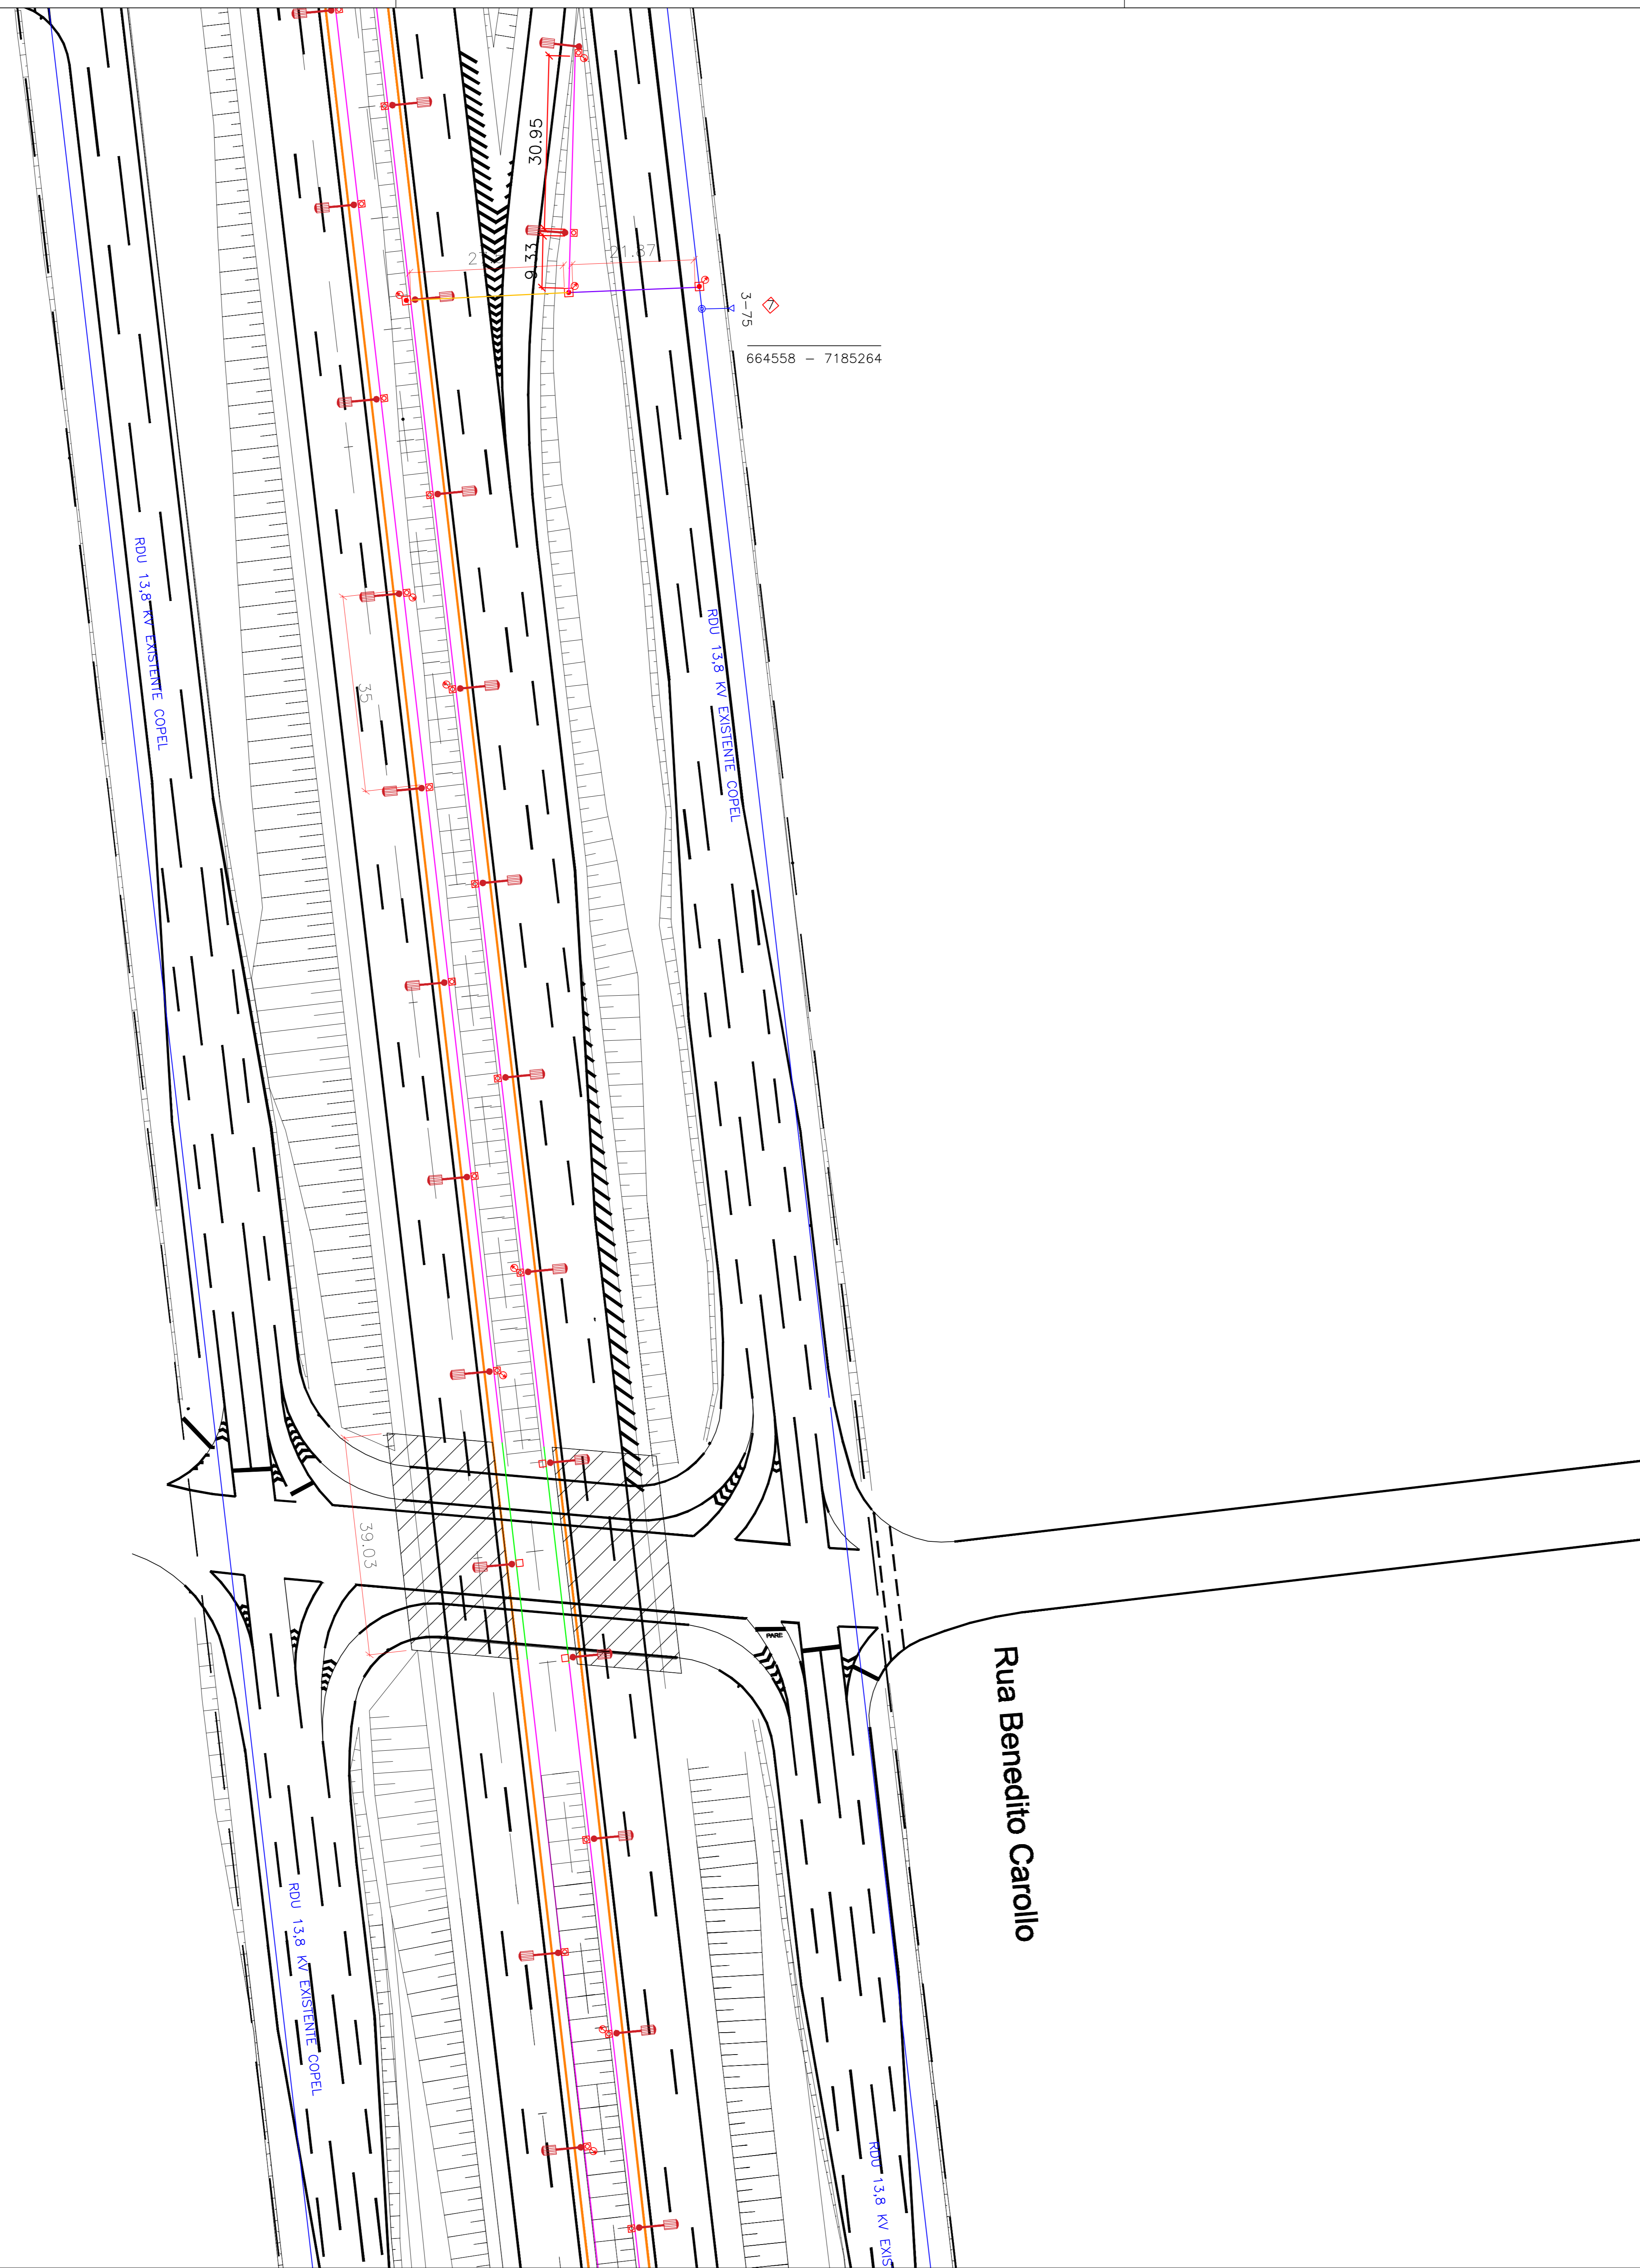 30.95
9.33
21.87
3-75
7
664558 - 7185264
RDU 13,8 KV EXISTENTE COPEL
RDU 13,8 KV EXISTENTE COPEL
35
39.03
PARE
Rua Benedito Carollo
RDU 13,8 KV EXISTENTE COPEL
RDU 13,8 KV EXIS